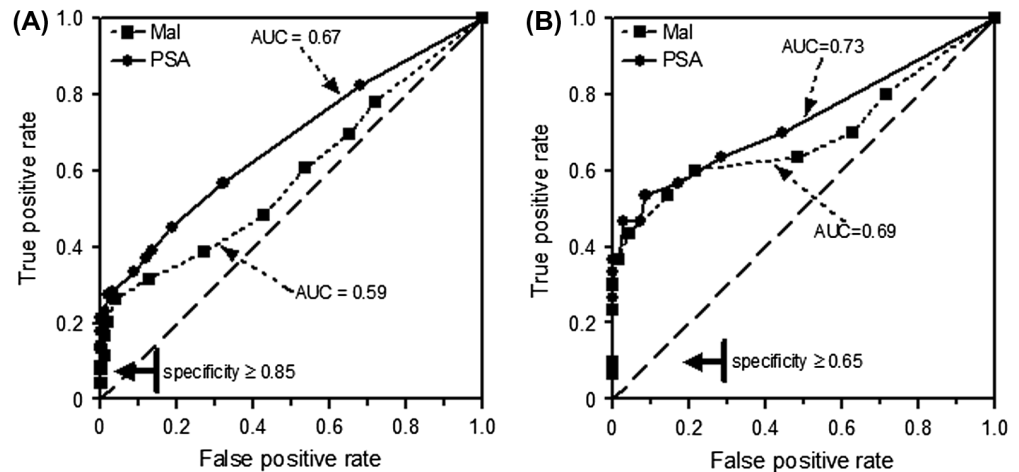 (A)
Mal
PSA
AUC = 0.67
AUC = 0.59
specificity ≥ 0.85
True positive rate
1.0
0.8
0.6
0.4
0.2
0
0 0.2 0.4 0.6 0.8 1.0
False positive rate
(B)
Mal
PSA
AUC=0.73
AUC=0.69
specificity ≥ 0.65
True positive rate
1.0
0.8
0.6
0.4
0.2
0
0 0.2 0.4 0.6 0.8 1.0
False positive rate